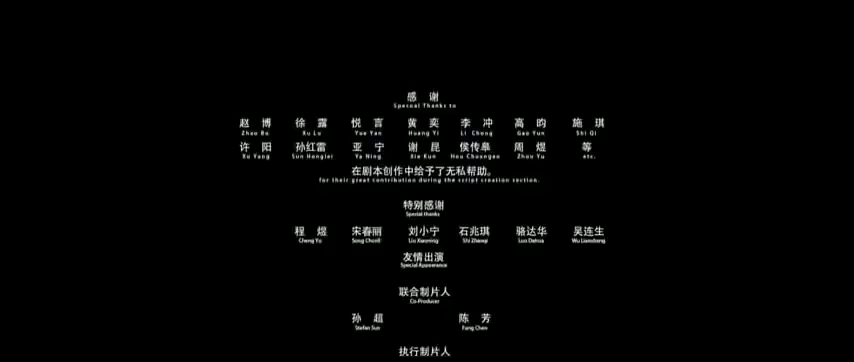 感 谢
Specoal Thanks to
赵 博 徐 露 悦 言 黄 奕 李 冲 高 昀 施 琪
Zhao Bo Xu Lu Yue Yan Huang Yi Li Chong Gao Yun Shi Qi
许 阳 孙红雷 亚 宁 谢 昆 侯传皋 周 煜 等
Xu Yang Sun Honglei Ya Ning Xie Kun Hou Chuangao Zhou Yu etc.
在剧本创作中给予了无私帮助。
for their great contribution during the script creation section.
特别感谢
Special thanks
程 煜 宋春丽 刘小宁 石兆琪 骆达华 吴连生
Cheng Yu Song Chunli Liu Xiaoning Shi Zhaoqi Luo Dahua Wu Liansheng
友情出演
Special Appearance
联合制片人
Co-Producer
孙 超 陈 芳
Stefan Sun Fang Chen
执行制片人